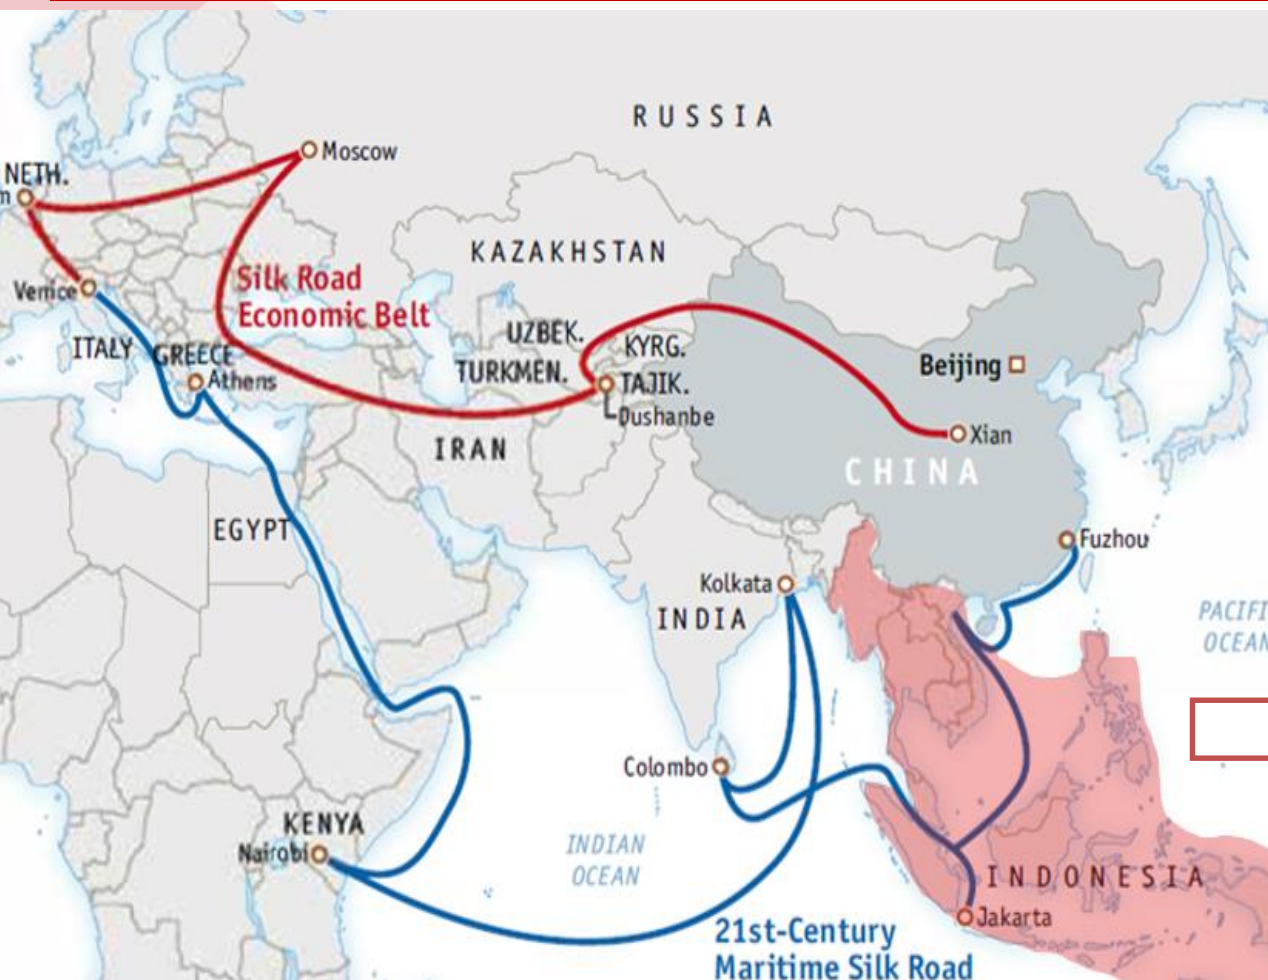 RUSSIA
Moscow
NETH.
m
KAZAKHSTAN
Silk Road
Economic Belt
Venice
UZBEK.
KYRG.
ITALY
GREECE
Beijing
TURKMEN.
TAJIK.
Athens
Dushanbe
Xian
IRAN
CHINA
EGYPT
Fuzhou
Kolkata
INDIA
PACIFI
OCEAN
Colombo
KENYA
Nairobi
INDIAN
OCEAN
INDONESIA
Jakarta
21st-Century
Maritime Silk Road